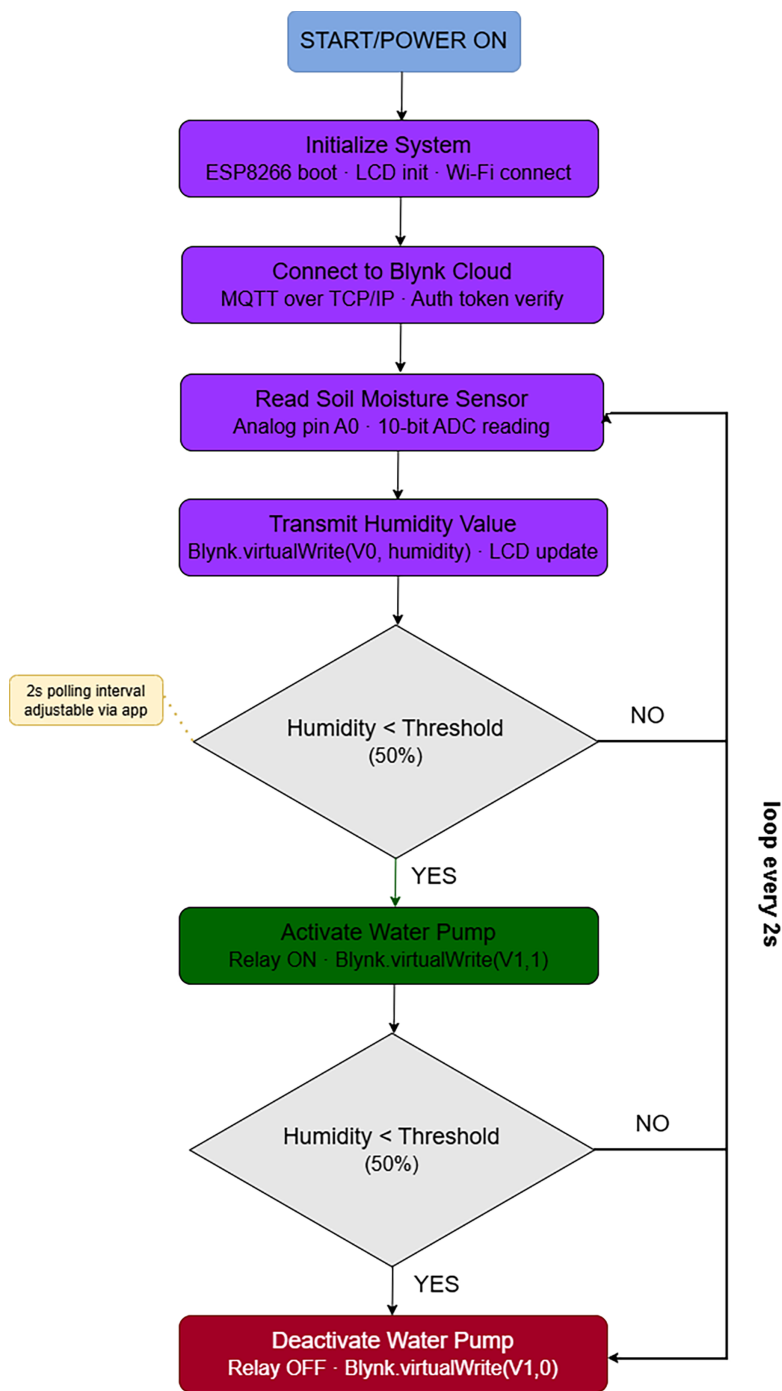 START/POWER ON
Initialize System
ESP8266 boot · LCD init · Wi-Fi connect
Connect to Blynk Cloud
MQTT over TCP/IP · Auth token verify
Read Soil Moisture Sensor
Analog pin A0 · 10-bit ADC reading
Transmit Humidity Value
Blynk.virtualWrite(V0, humidity) · LCD update
2s polling interval
adjustable via app
Humidity < Threshold
(50%)
NO
YES
loop every 2s
Activate Water Pump
Relay ON · Blynk.virtualWrite(V1,1)
Humidity < Threshold
(50%)
NO
YES
Deactivate Water Pump
Relay OFF · Blynk.virtualWrite(V1,0)